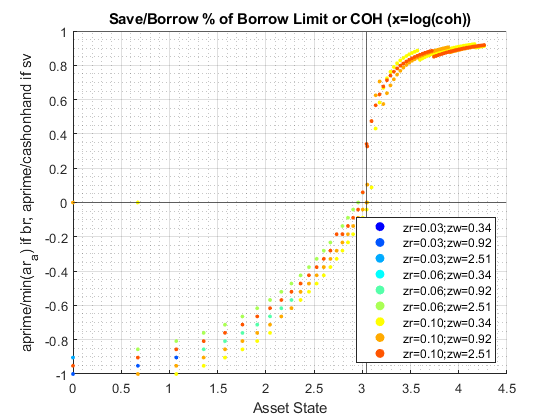 Save/Borrow % of Borrow Limit or COH (x=log(coh))
aprime/min(ar_a) if br; aprime/cashonhand if sv
1
0.8
0.6
0.4
0.2
0
-0.2
-0.4
-0.6
-0.8
-1
zr=0.03;zw=0.34
zr=0.03;zw=0.92
zr=0.03;zw=2.51
zr=0.06;zw=0.34
zr=0.06;zw=0.92
zr=0.06;zw=2.51
zr=0.10;zw=0.34
zr=0.10;zw=0.92
zr=0.10;zw=2.51
0 0.5 1 1.5 2 2.5 3 3.5 4 4.5
Asset State